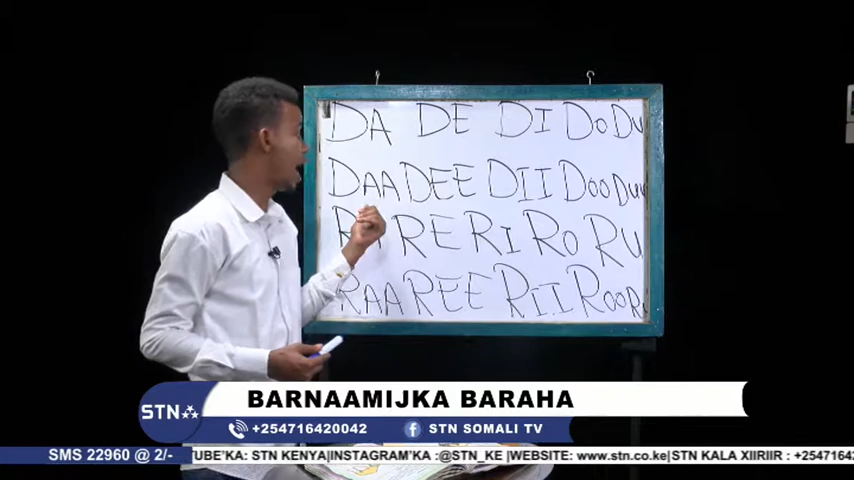 DA DE DI DO DU
DAA DEE DII DOO DUU
RA RE RI RO RU
RAA REE RII ROO
STN
BARNAAMIJKA BARAHA
+254716420042
STN SOMALI TV
SMS 22960 @ 2/-
TUBE'KA: STN KENYA|INSTAGRAM'KA :@STN_KE |WEBSITE: www.stn.co.ke|STN KALA XIIRIIR : +2547164